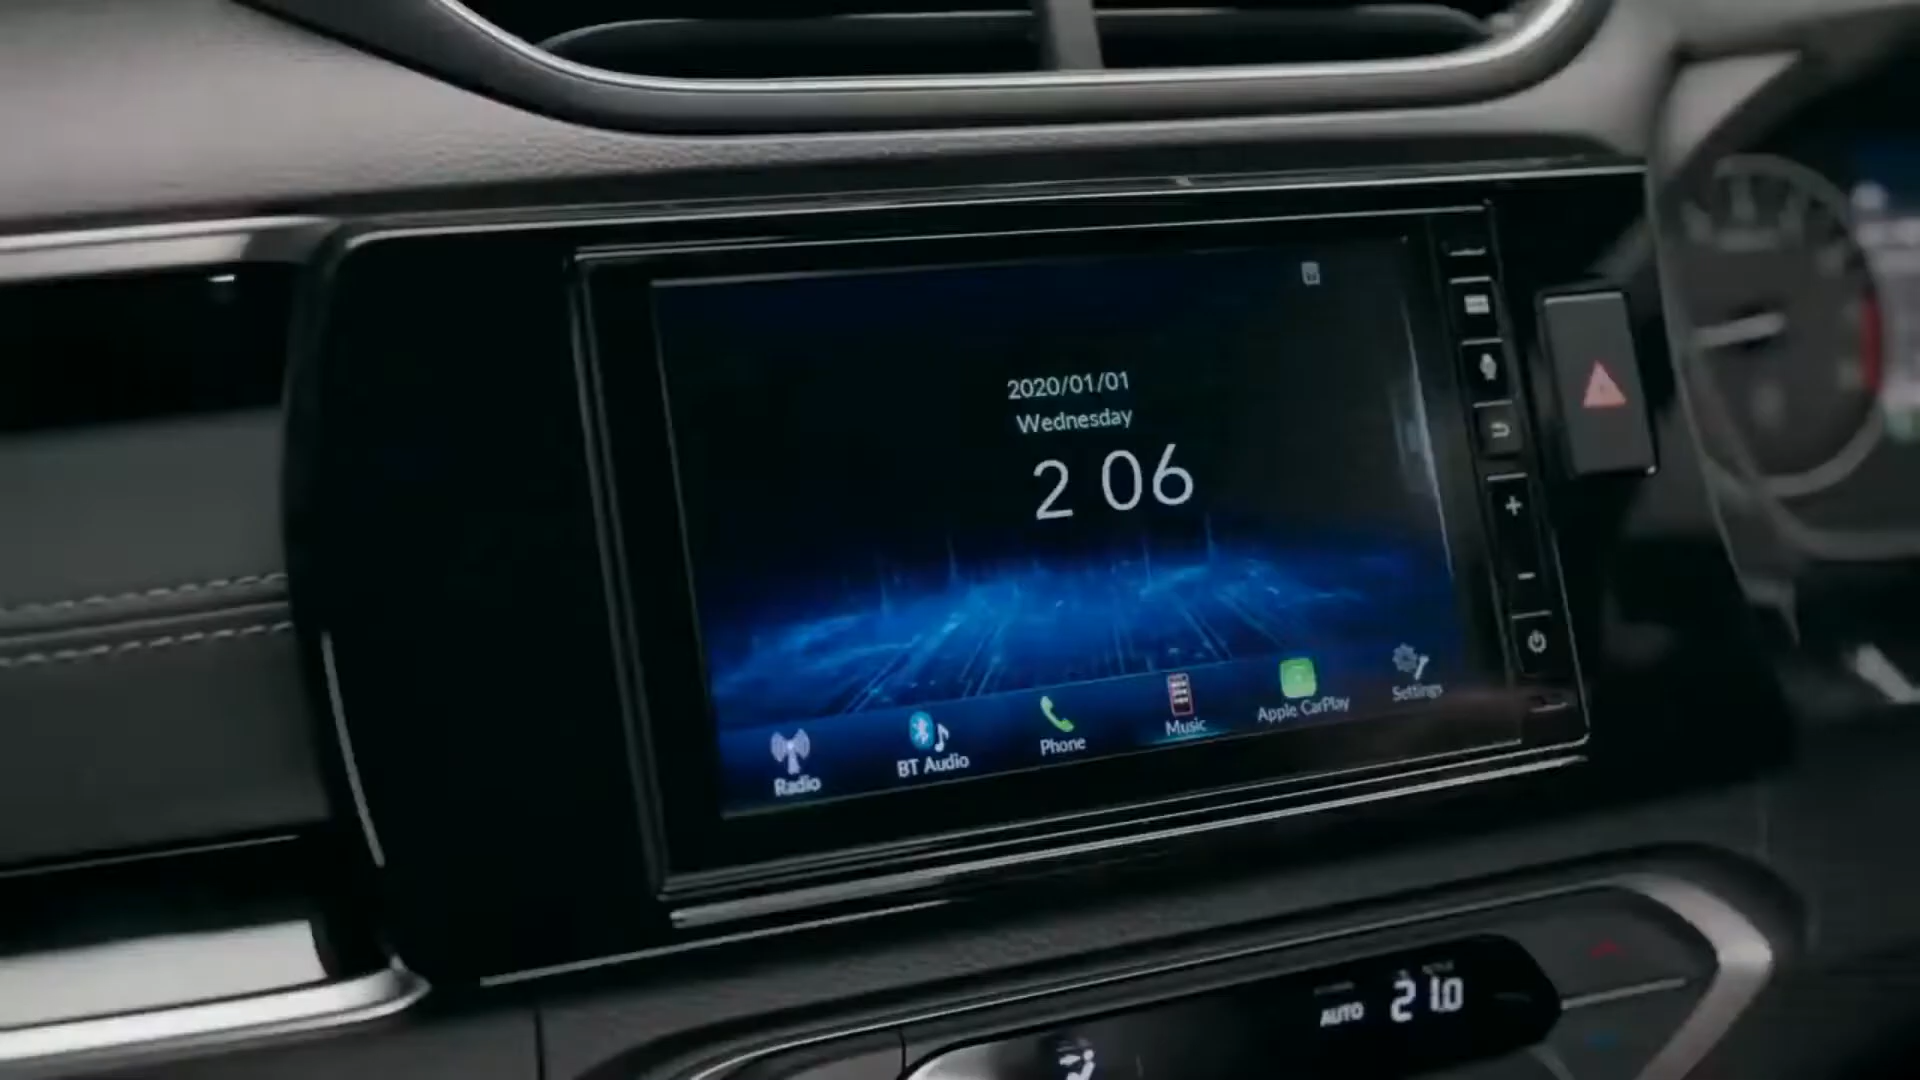 2020/01/01
Wednesday
2 06
Radio
BT Audio
Phone
Music
Apple CarPlay
Settings
AUTO 21.0